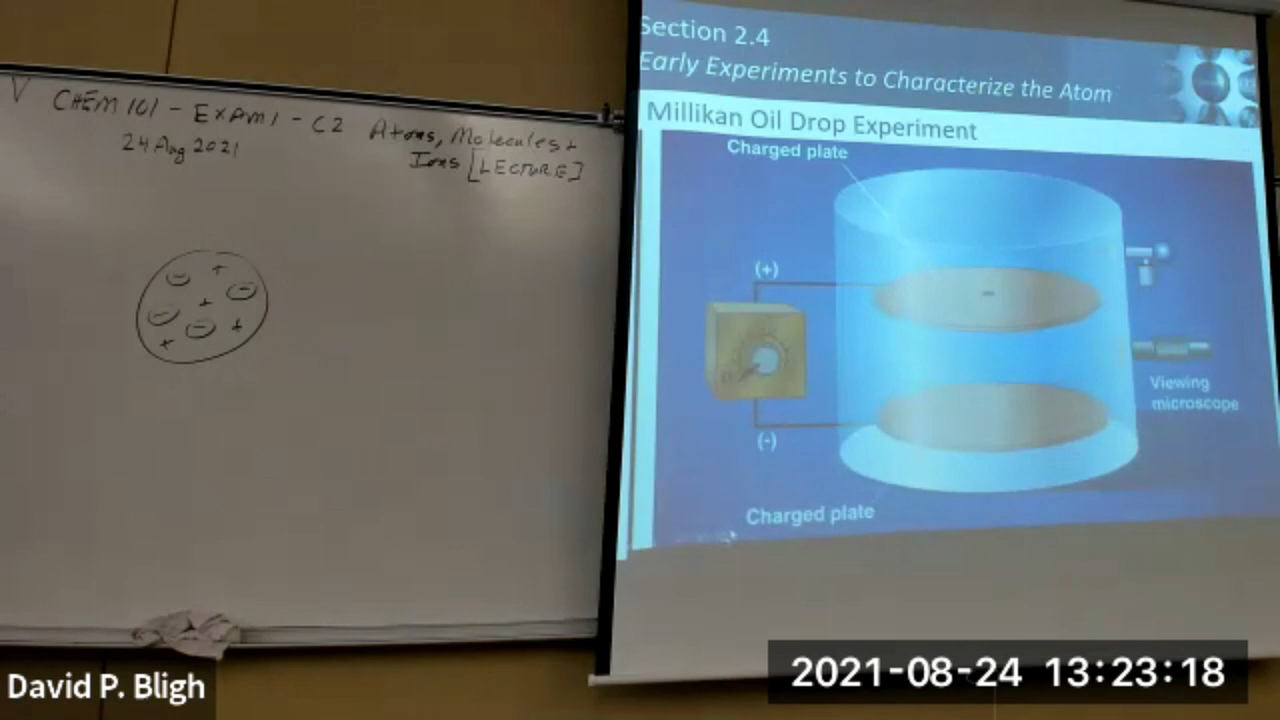 CHEM 101 - EXAM 1 - C2 Atoms, Molecules +
Ions [LECTURE]
24 Aug 2021
Section 2.4
Early Experiments to Characterize the Atom
Millikan Oil Drop Experiment
Charged plate
(+)
(-)
Viewing
microscope
Charged plate
David P. Bligh
2021-08-24 13:23:18